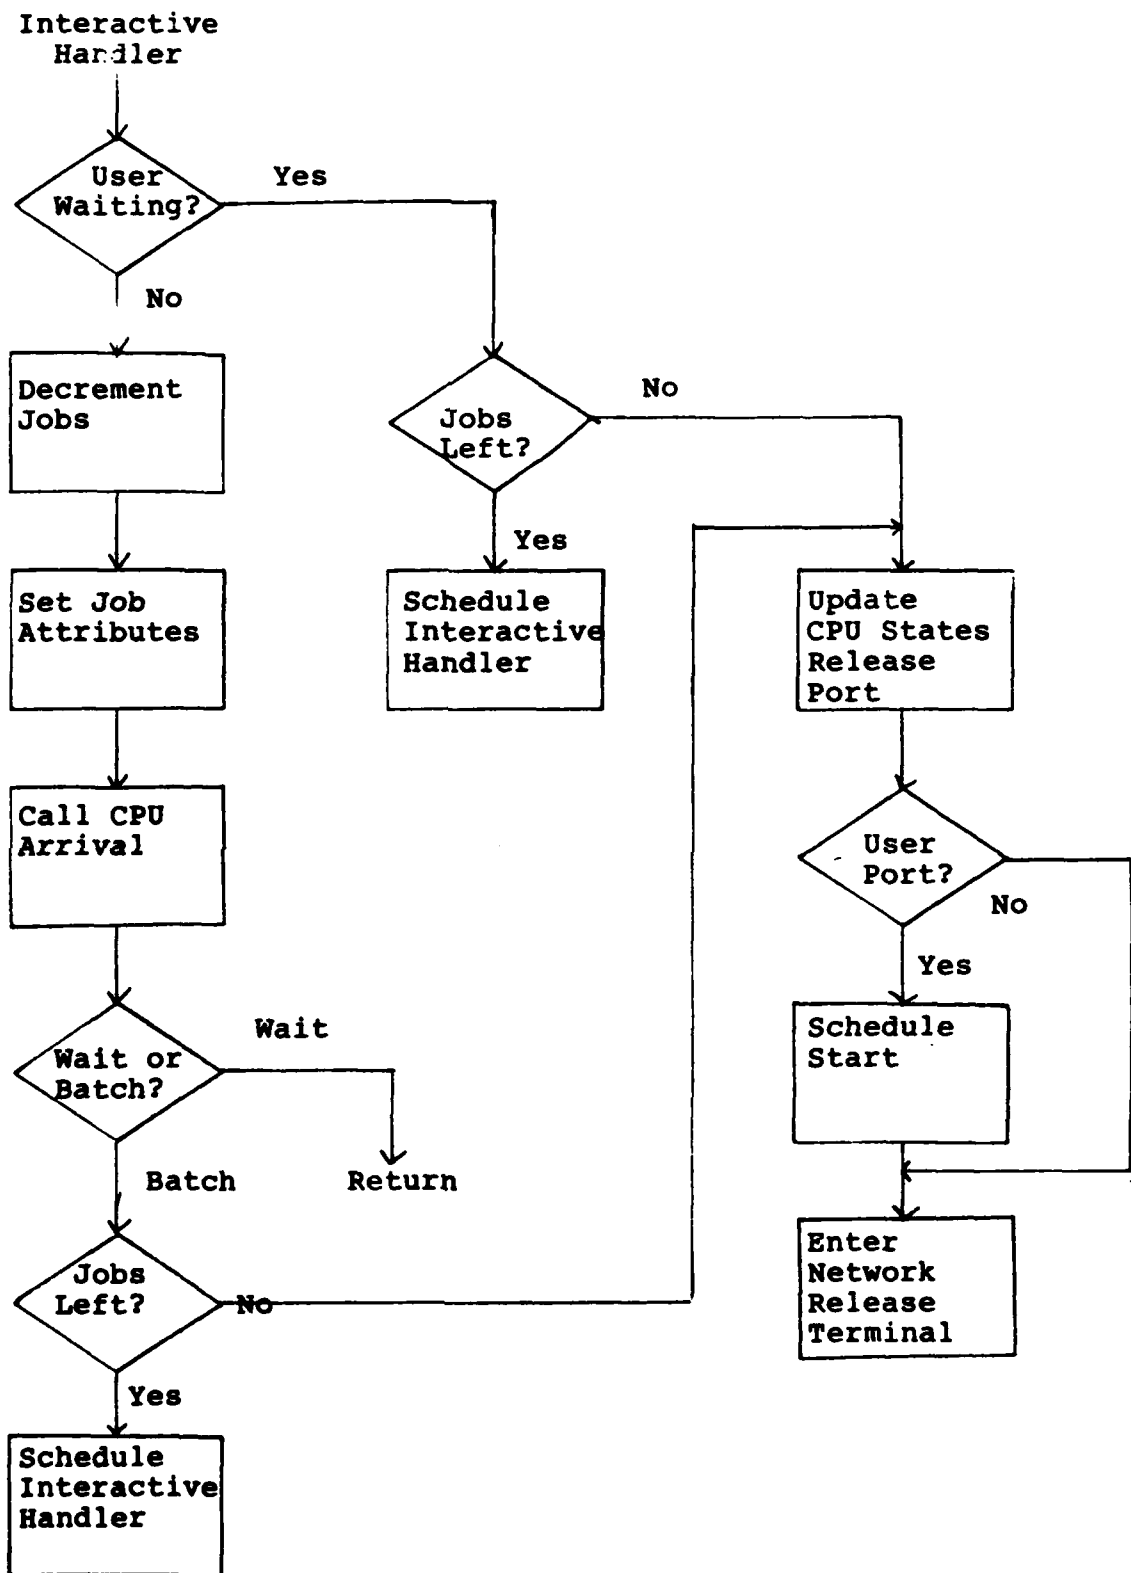 Interactive
Handler
User
Waiting?
Yes
No
Decrement
Jobs
Jobs
Left?
No
Yes
Set Job
Attributes
Schedule
Interactive
Handler
Update
CPU States
Release
Port
Call CPU
Arrival
User
Port?
No
Yes
Wait or
Batch?
Wait
Schedule
Start
Batch
Return
Jobs
Left?
No
Enter
Network
Release
Terminal
Yes
Schedule
Interactive
Handler